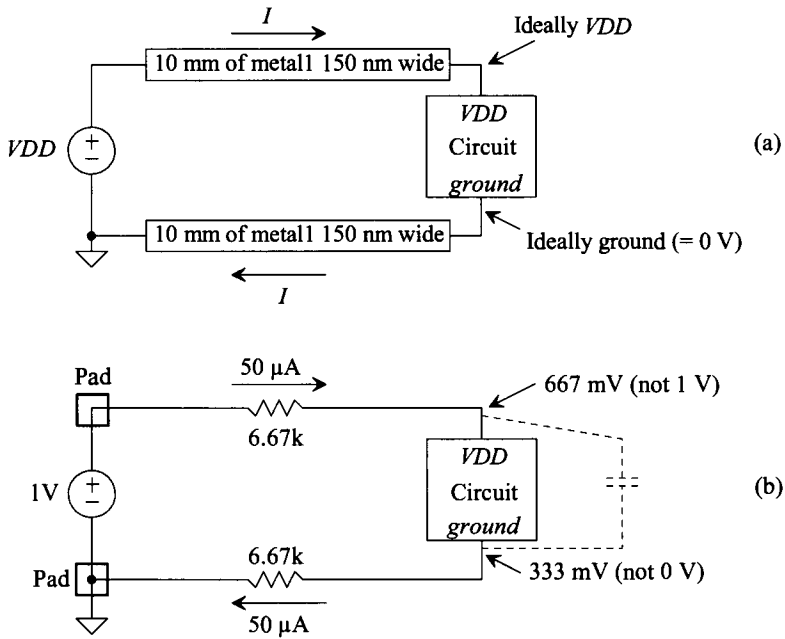 I
Ideally VDD
10 mm of metal1 150 nm wide
VDD
+
−
VDD
Circuit
ground
(a)
10 mm of metal1 150 nm wide
Ideally ground (= 0 V)
I
50 µA
Pad
667 mV (not 1 V)
6.67k
1V
+
−
VDD
Circuit
ground
(b)
6.67k
Pad
333 mV (not 0 V)
50 µA